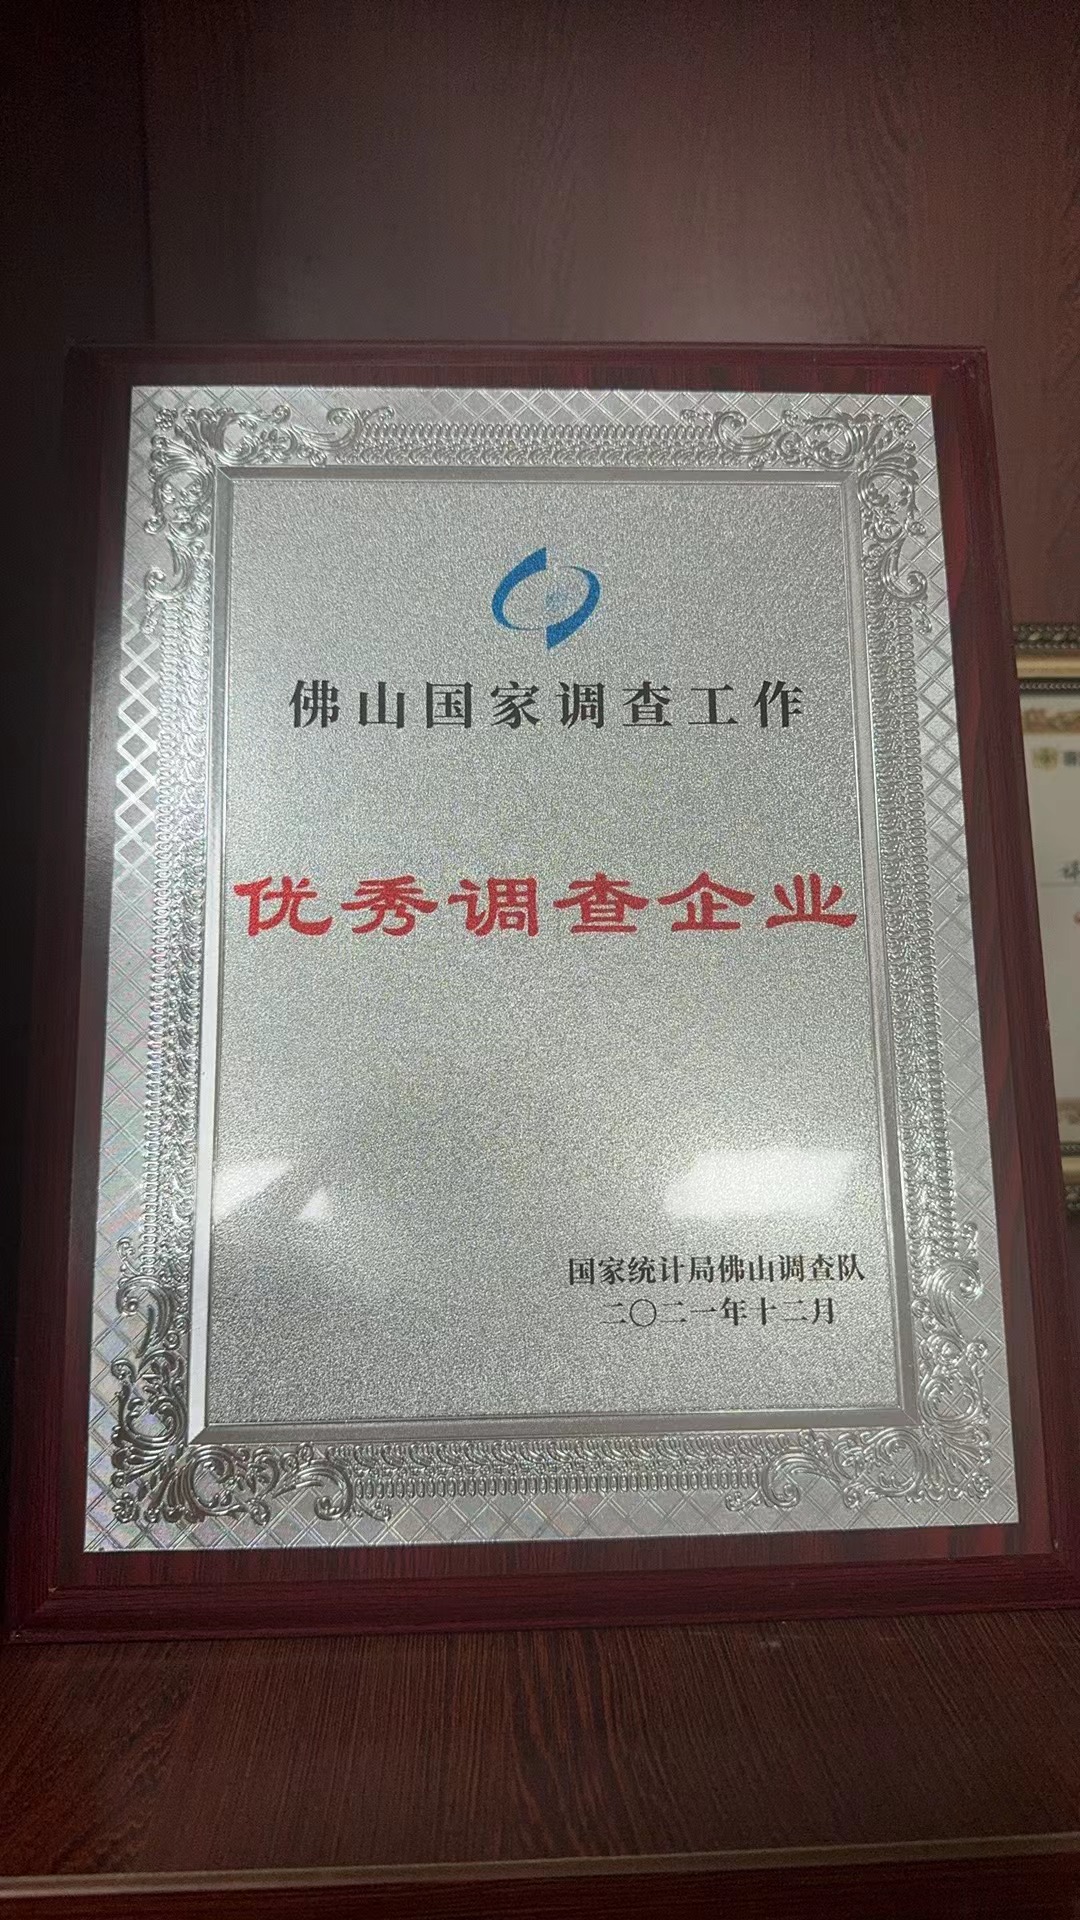 佛山国家调查工作
优秀调查企业
国家统计局佛山调查队
二〇二一年十二月